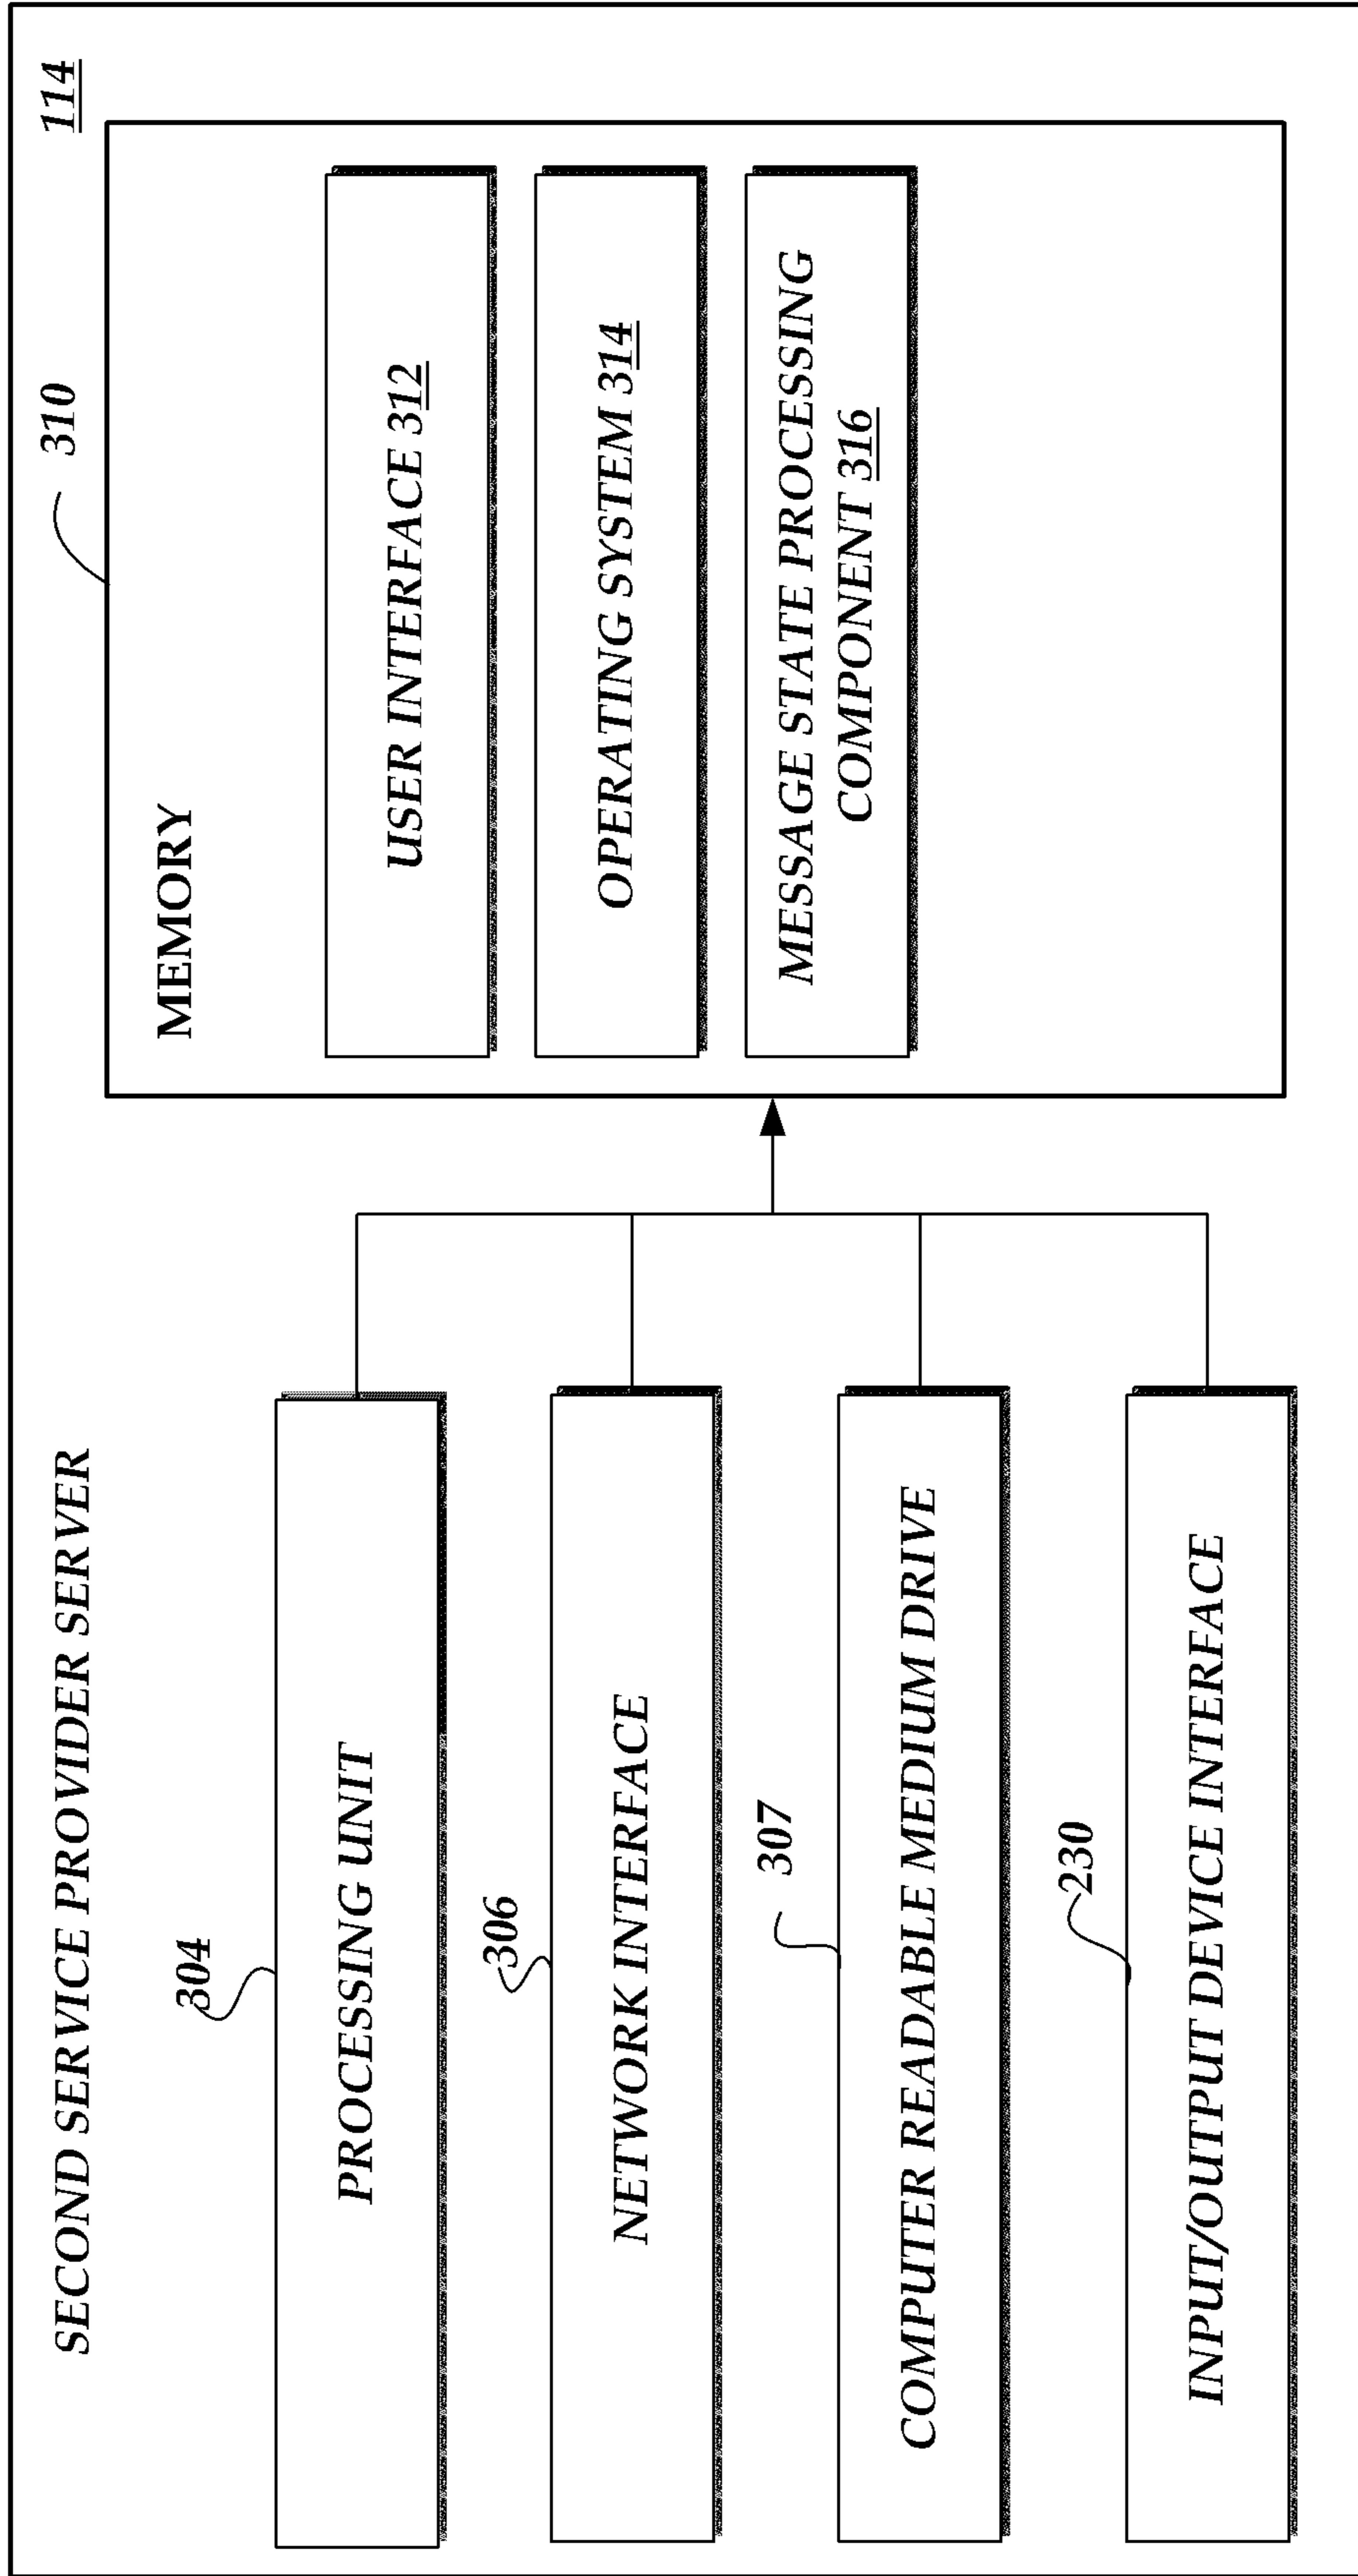 SECOND SERVICE PROVIDER SERVER
114
304
PROCESSING UNIT
306
NETWORK INTERFACE
307
COMPUTER READABLE MEDIUM DRIVE
230
INPUT/OUTPUT DEVICE INTERFACE
310
MEMORY
USER INTERFACE 312
OPERATING SYSTEM 314
MESSAGE STATE PROCESSING
COMPONENT 316